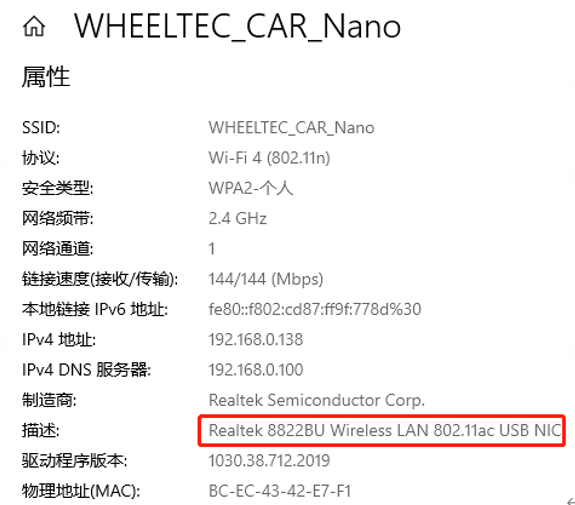 WHEELTEC_CAR_Nano
属性
SSID: WHEELTEC_CAR_Nano
协议: Wi-Fi 4 (802.11n)
安全类型: WPA2-个人
网络频带: 2.4 GHz
网络通道: 1
链接速度(接收/传输): 144/144 (Mbps)
本地链接 IPv6 地址: fe80::f802:cd87:ff9f:778d%30
IPv4 地址: 192.168.0.138
IPv4 DNS 服务器: 192.168.0.100
制造商: Realtek Semiconductor Corp.
描述: Realtek 8822BU Wireless LAN 802.11ac USB NIC
驱动程序版本: 1030.38.712.2019
物理地址(MAC): BC-EC-43-42-E7-F1